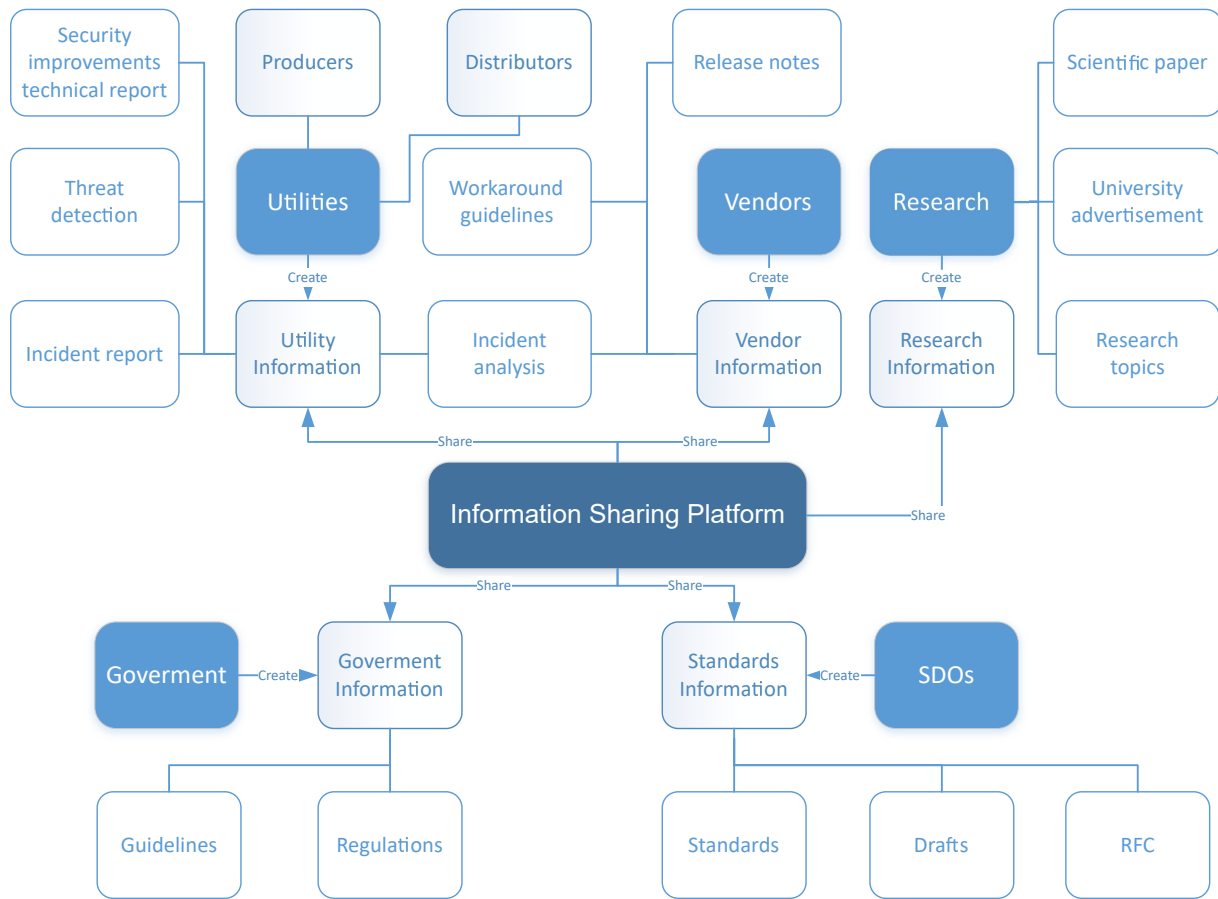 Security
improvements
technical report
Producers
Distributors
Release notes
Scientific paper
Threat
detection
Utilities
Workaround
guidelines
Vendors
Research
University
advertisement
Create
Create
Create
Incident report
Utility
Information
Incident
analysis
Vendor
Information
Research
Information
Research
topics
Share
Share
Information Sharing Platform
Share
Share
Share
Goverment
Create
Goverment
Information
Standards
Information
Create
SDOs
Guidelines
Regulations
Standards
Drafts
RFC